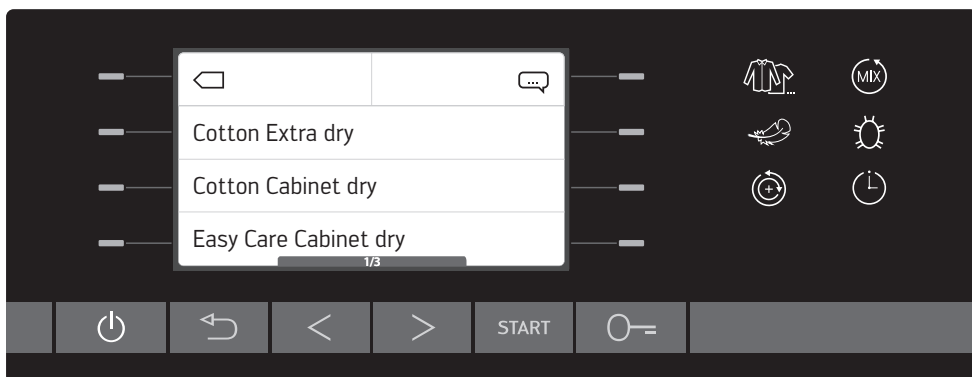 ...
MIX
...
Cotton Extra dry
Cotton Cabinet dry
Easy Care Cabinet dry
1/3
START